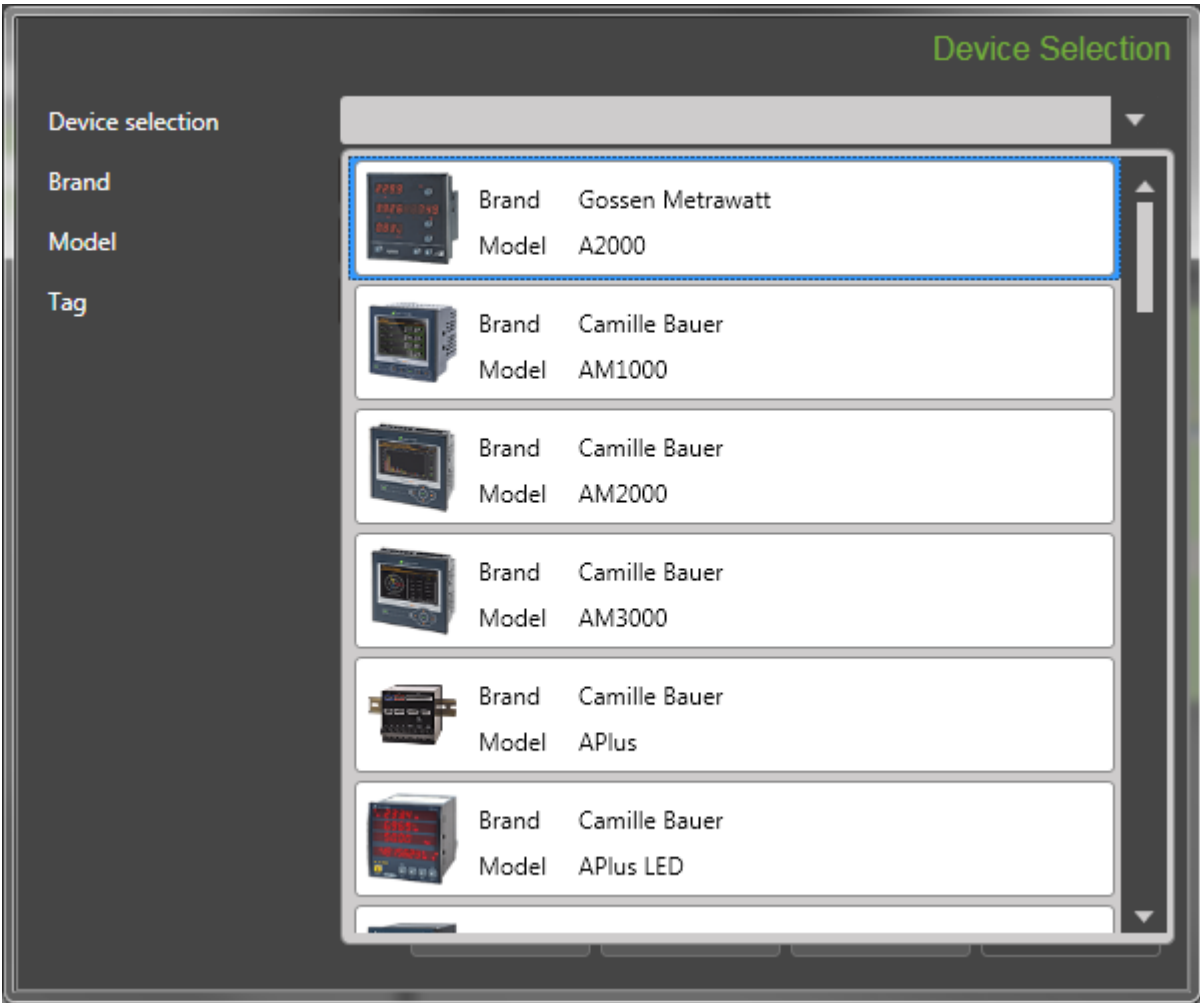 Device Selection
Device selection
Brand
Model
Tag
Brand Gossen Metrawatt
Model A2000
Brand Camille Bauer
Model AM1000
Brand Camille Bauer
Model AM2000
Brand Camille Bauer
Model AM3000
Brand Camille Bauer
Model APlus
Brand Camille Bauer
Model APlus LED